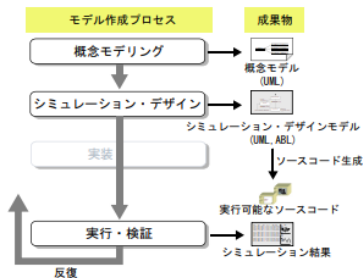 モデル作成プロセス
成果物
概念モデリング
概念モデル
(UML)
シミュレーション・デザイン
シミュレーション・デザインモデル
(UML, ABL)
実装
ソースコード生成
実行可能なソースコード
実行・検証
シミュレーション結果
反復